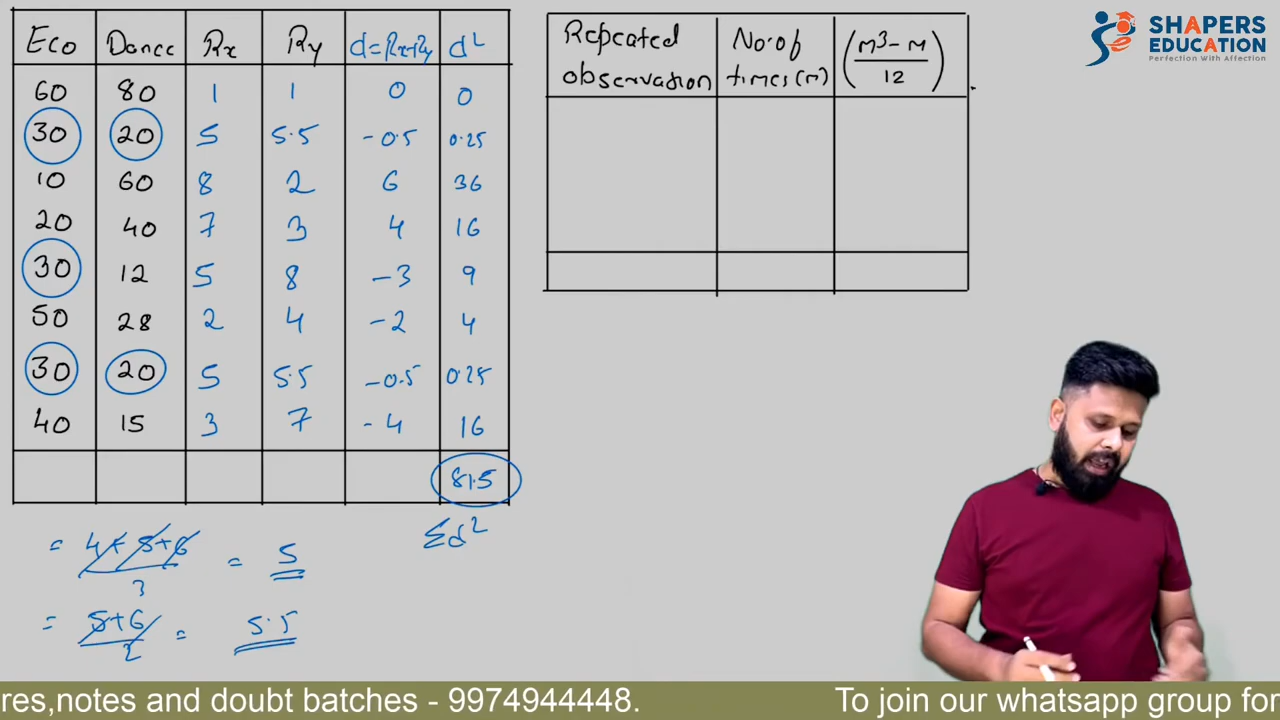 Eco Dance Rx Ry d=Rx-Ry d²
60 80 1 1 0 0
30 20 5 5.5 -0.5 0.25
10 60 8 2 6 36
20 40 7 3 4 16
30 12 5 8 -3 9
50 28 2 4 -2 4
30 20 5 5.5 -0.5 0.25
40 15 3 7 -4 16
81.5
Σd²
= 4+5+6 / 3 = 5
= 5+6 / 2 = 5.5
Repeated observation No. of times (m) (m³-m / 12)
SHAPERS
EDUCATION
Perfection With Affection
res,notes and doubt batches - 9974944448. To join our whatsapp group for